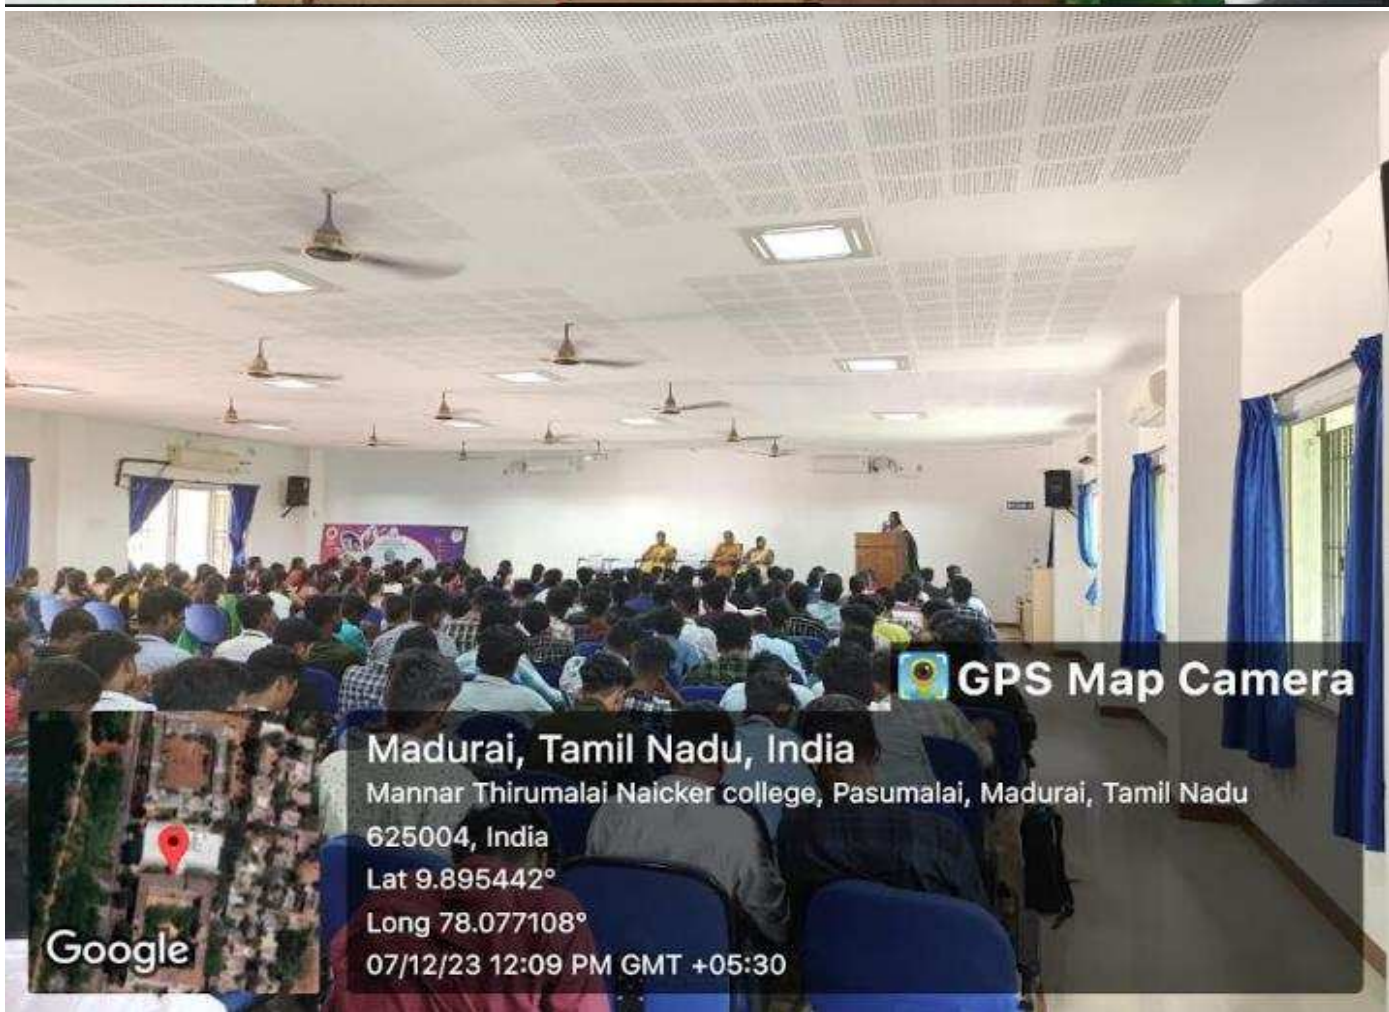 GPS Map Camera
Madurai, Tamil Nadu, India
Mannar Thirumalai Naicker college, Pasumalai, Madurai, Tamil Nadu
625004, India
Lat 9.895442°
Long 78.077108°
07/12/23 12:09 PM GMT +05:30
Google